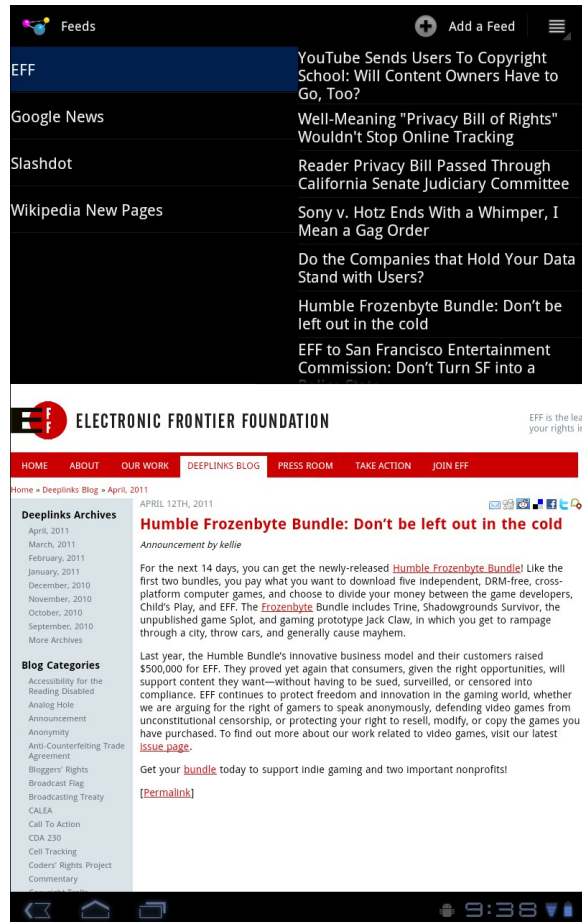 Feeds
Add a Feed
EFF
Google News
Slashdot
Wikipedia New Pages
YouTube Sends Users To Copyright
School: Will Content Owners Have to
Go, Too?
Well-Meaning "Privacy Bill of Rights"
Wouldn't Stop Online Tracking
Reader Privacy Bill Passed Through
California Senate Judiciary Committee
Sony v. Hotz Ends With a Whimper, I
Mean a Gag Order
Do the Companies that Hold Your Data
Stand with Users?
Humble Frozenbyte Bundle: Don't be
left out in the cold
EFF to San Francisco Entertainment
Commission: Don't Turn SF into a
Police State
EFF
ELECTRONIC FRONTIER FOUNDATION
EFF is the lea
your rights in
HOME ABOUT OUR WORK DEEPLINKS BLOG PRESS ROOM TAKE ACTION JOIN EFF
Home » Deeplinks Blog » April, 2011
Deeplinks Archives
April, 2011
March, 2011
February, 2011
January, 2011
December, 2010
November, 2010
October, 2010
September, 2010
More Archives
Blog Categories
Accessibility for the
Reading Disabled
Analog Hole
Announcement
Anonymity
Anti-Counterfeiting Trade
Agreement
Bloggers' Rights
Broadcast Flag
Broadcasting Treaty
CALEA
Call To Action
CDA 230
Cell Tracking
Coders' Rights Project
Commentary
Copyright Trolls
APRIL 12TH, 2011
Humble Frozenbyte Bundle: Don't be left out in the cold
Announcement by kellie
For the next 14 days, you can get the newly-released Humble Frozenbyte Bundle! Like the
first two bundles, you pay what you want to download five independent, DRM-free, cross-
platform computer games, and choose to divide your money between the game developers,
Child's Play, and EFF. The Frozenbyte Bundle includes Trine, Shadowgrounds Survivor, the
unpublished game Splot, and gaming prototype Jack Claw, in which you get to rampage
through a city, throw cars, and generally cause mayhem.
Last year, the Humble Bundle's innovative business model and their customers raised
$500,000 for EFF. They proved yet again that consumers, given the right opportunities, will
support content they want—without having to be sued, surveilled, or censored into
compliance. EFF continues to protect freedom and innovation in the gaming world, whether
we are arguing for the right of gamers to speak anonymously, defending video games from
unconstitutional censorship, or protecting your right to resell, modify, or copy the games you
have purchased. To find out more about our work related to video games, visit our latest
issue page.
Get your bundle today to support indie gaming and two important nonprofits!
[Permalink]
9:38